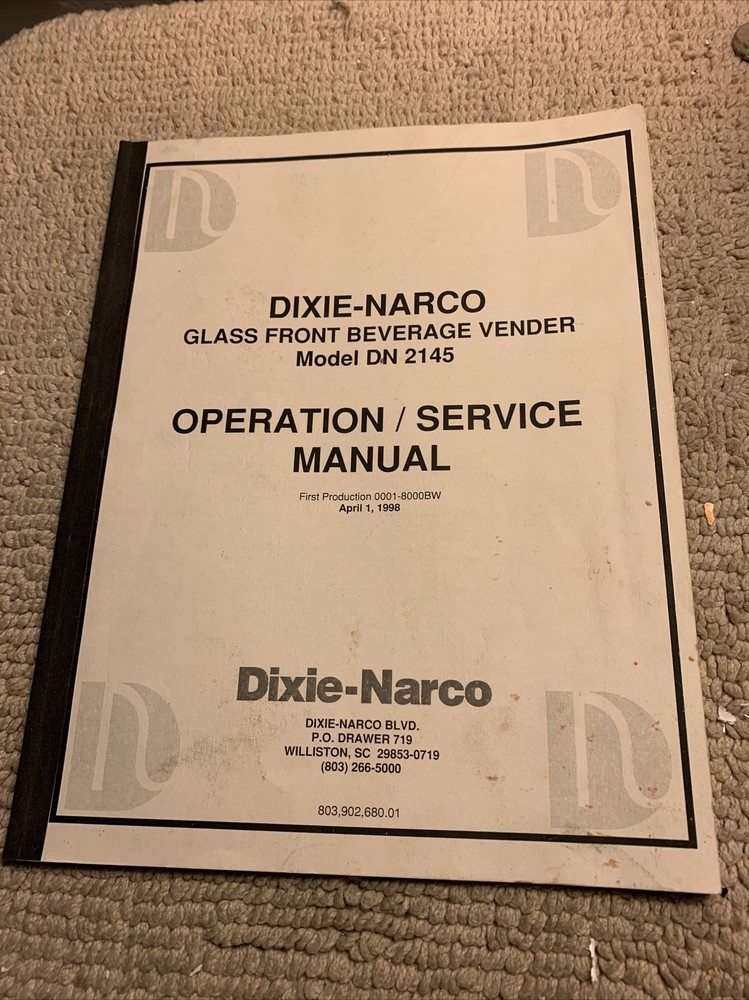 DIXIE-NARCO
GLASS FRONT BEVERAGE VENDER
Model DN 2145
OPERATION / SERVICE
MANUAL
First Production 0001-8000BW
April 1, 1998
Dixie-Narco
DIXIE-NARCO BLVD.
P.O. DRAWER 719
WILLISTON, SC 29853-0719
(803) 266-5000
803,902,680.01